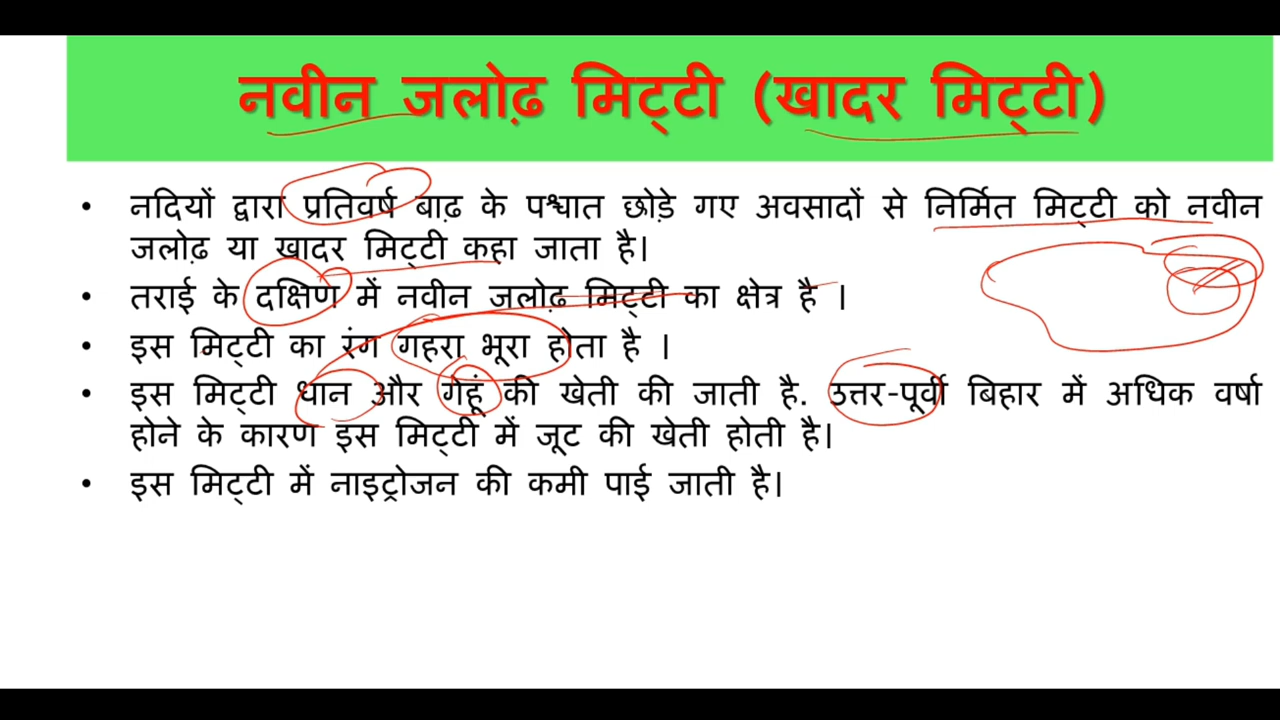 नवीन जलोढ़ मिट्टी (खादर मिट्टी)
• नदियों द्वारा प्रतिवर्ष बाढ़ के पश्चात छोड़े गए अवसादों से निर्मित मिट्टी को नवीन
जलोढ़ या खादर मिट्टी कहा जाता है।
• तराई के दक्षिण में नवीन जलोढ़ मिट्टी का क्षेत्र है ।
• इस मिट्टी का रंग गहरा भूरा होता है ।
• इस मिट्टी धान और गेहूं की खेती की जाती है. उत्तर-पूर्वी बिहार में अधिक वर्षा
होने के कारण इस मिट्टी में जूट की खेती होती है।
• इस मिट्टी में नाइट्रोजन की कमी पाई जाती है।